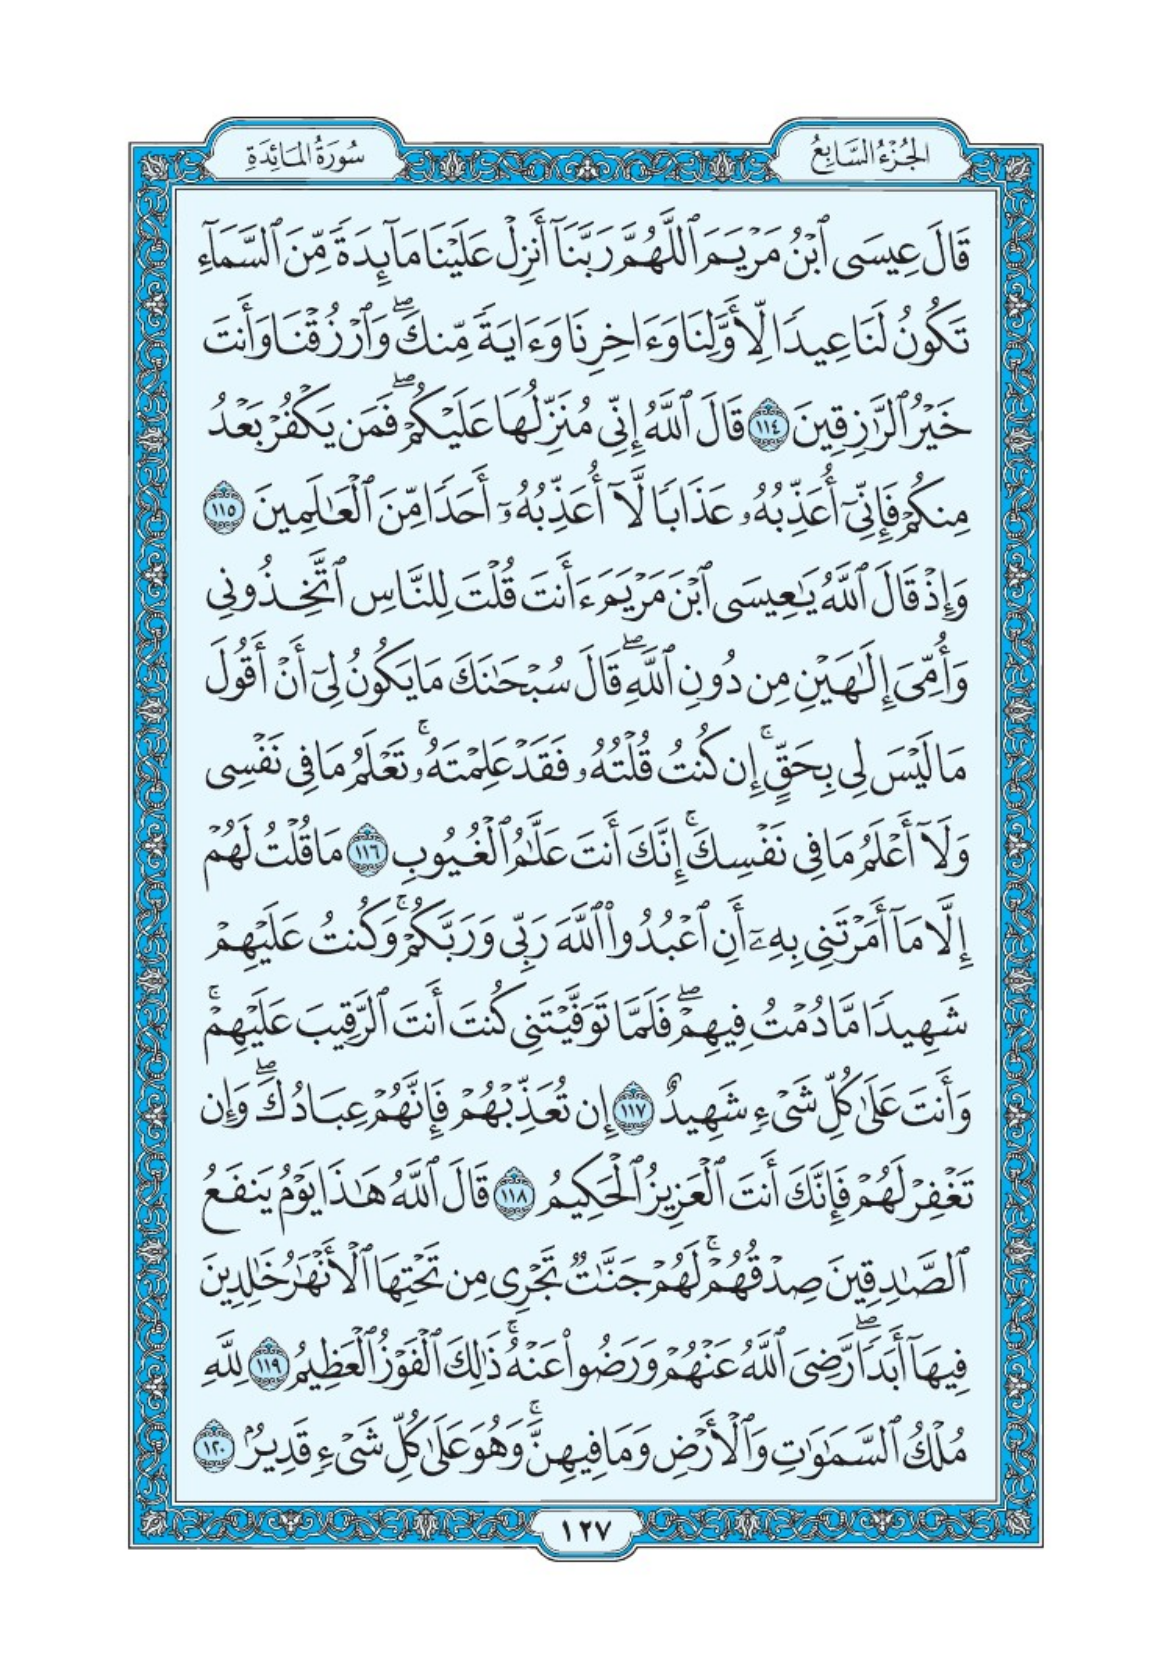 الجُزْءُ السَّابِعُ
سُورَةُ المَائِدَةِ
قَالَ عِيسَى ٱبْنُ مَرْيَمَ ٱللَّهُمَّ رَبَّنَآ أَنزِلْ عَلَيْنَا مَآئِدَةً مِّنَ ٱلسَّمَآءِ
تَكُونُ لَنَا عِيدًا لِّأَوَّلِنَا وَءَاخِرِنَا وَءَايَةً مِّنكَۖ وَٱرْزُقْنَا وَأَنتَ
خَيْرُ ٱلرَّٰزِقِينَ ١١٤ قَالَ ٱللَّهُ إِنِّى مُنَزِّلُهَا عَلَيْكُمْۖ فَمَن يَكْفُرْ بَعْدُ
مِنكُمْ فَإِنِّىٓ أُعَذِّبُهُۥ عَذَابًا لَّآ أُعَذِّبُهُۥٓ أَحَدًا مِّنَ ٱلْعَٰلَمِينَ ١١٥
وَإِذْ قَالَ ٱللَّهُ يَٰعِيسَى ٱبْنَ مَرْيَمَ ءَأَنتَ قُلْتَ لِلنَّاسِ ٱتَّخِذُونِى
وَأُمِّىَ إِلَٰهَيْنِ مِن دُونِ ٱللَّهِۖ قَالَ سُبْحَٰنَكَ مَا يَكُونُ لِىٓ أَنْ أَقُولَ
مَا لَيْسَ لِى بِحَقٍّۚ إِن كُنتُ قُلْتُهُۥ فَقَدْ عَلِمْتَهُۥۚ تَعْلَمُ مَا فِى نَفْسِى
وَلَآ أَعْلَمُ مَا فِى نَفْسِكَۚ إِنَّكَ أَنتَ عَلَّٰمُ ٱلْغُيُوبِ ١١٦ مَا قُلْتُ لَهُمْ
إِلَّا مَآ أَمَرْتَنِى بِهِۦٓ أَنِ ٱعْبُدُوا۟ ٱللَّهَ رَبِّى وَرَبَّكُمْۚ وَكُنتُ عَلَيْهِمْ
شَهِيدًا مَّا دُمْتُ فِيهِمْۖ فَلَمَّا تَوَفَّيْتَنِى كُنتَ أَنتَ ٱلرَّقِيبَ عَلَيْهِمْۚ
وَأَنتَ عَلَىٰ كُلِّ شَىْءٍ شَهِيدٌ ١١٧ إِن تُعَذِّبْهُمْ فَإِنَّهُمْ عِبَادُكَۖ وَإِن
تَغْفِرْ لَهُمْ فَإِنَّكَ أَنتَ ٱلْعَزِيزُ ٱلْحَكِيمُ ١١٨ قَالَ ٱللَّهُ هَٰذَا يَوْمُ يَنفَعُ
ٱلصَّٰدِقِينَ صِدْقُهُمْۚ لَهُمْ جَنَّٰتٌ تَجْرِى مِن تَحْتِهَا ٱلْأَنْهَٰرُ خَٰلِدِينَ
فِيهَآ أَبَدًاۖ رَّضِىَ ٱللَّهُ عَنْهُمْ وَرَضُوا۟ عَنْهُۚ ذَٰلِكَ ٱلْفَوْزُ ٱلْعَظِيمُ ١١٩ لِلَّهِ
مُلْكُ ٱلسَّمَٰوَٰتِ وَٱلْأَرْضِ وَمَا فِيهِنَّۚ وَهُوَ عَلَىٰ كُلِّ شَىْءٍ قَدِيرٌۢ ١٢٠
١٢٧